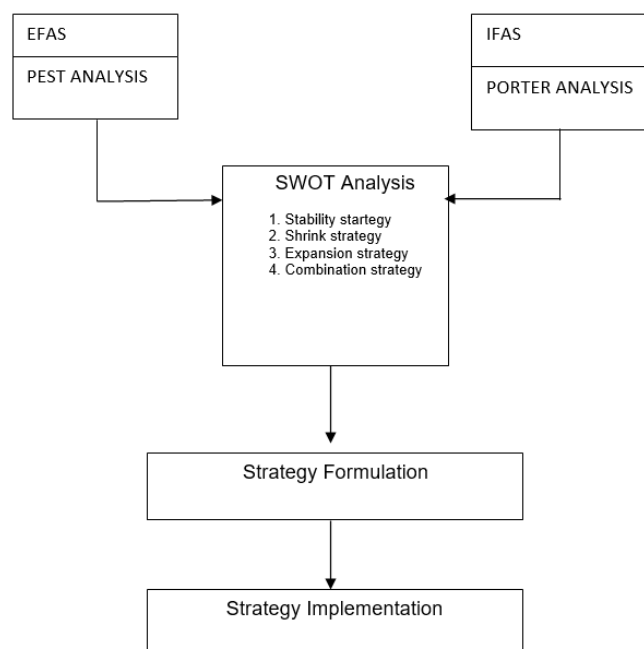 EFAS
PEST ANALYSIS
IFAS
PORTER ANALYSIS
SWOT Analysis
1. Stability startegy
2. Shrink strategy
3. Expansion strategy
4. Combination strategy
Strategy Formulation
Strategy Implementation